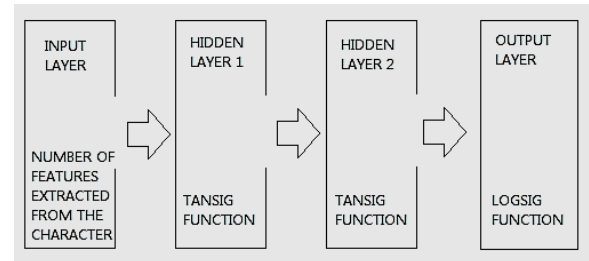 INPUT
LAYER
NUMBER OF
FEATURES
EXTRACTED
FROM THE
CHARACTER
HIDDEN
LAYER 1
TANSIG
FUNCTION
HIDDEN
LAYER 2
TANSIG
FUNCTION
OUTPUT
LAYER
LOGSIG
FUNCTION